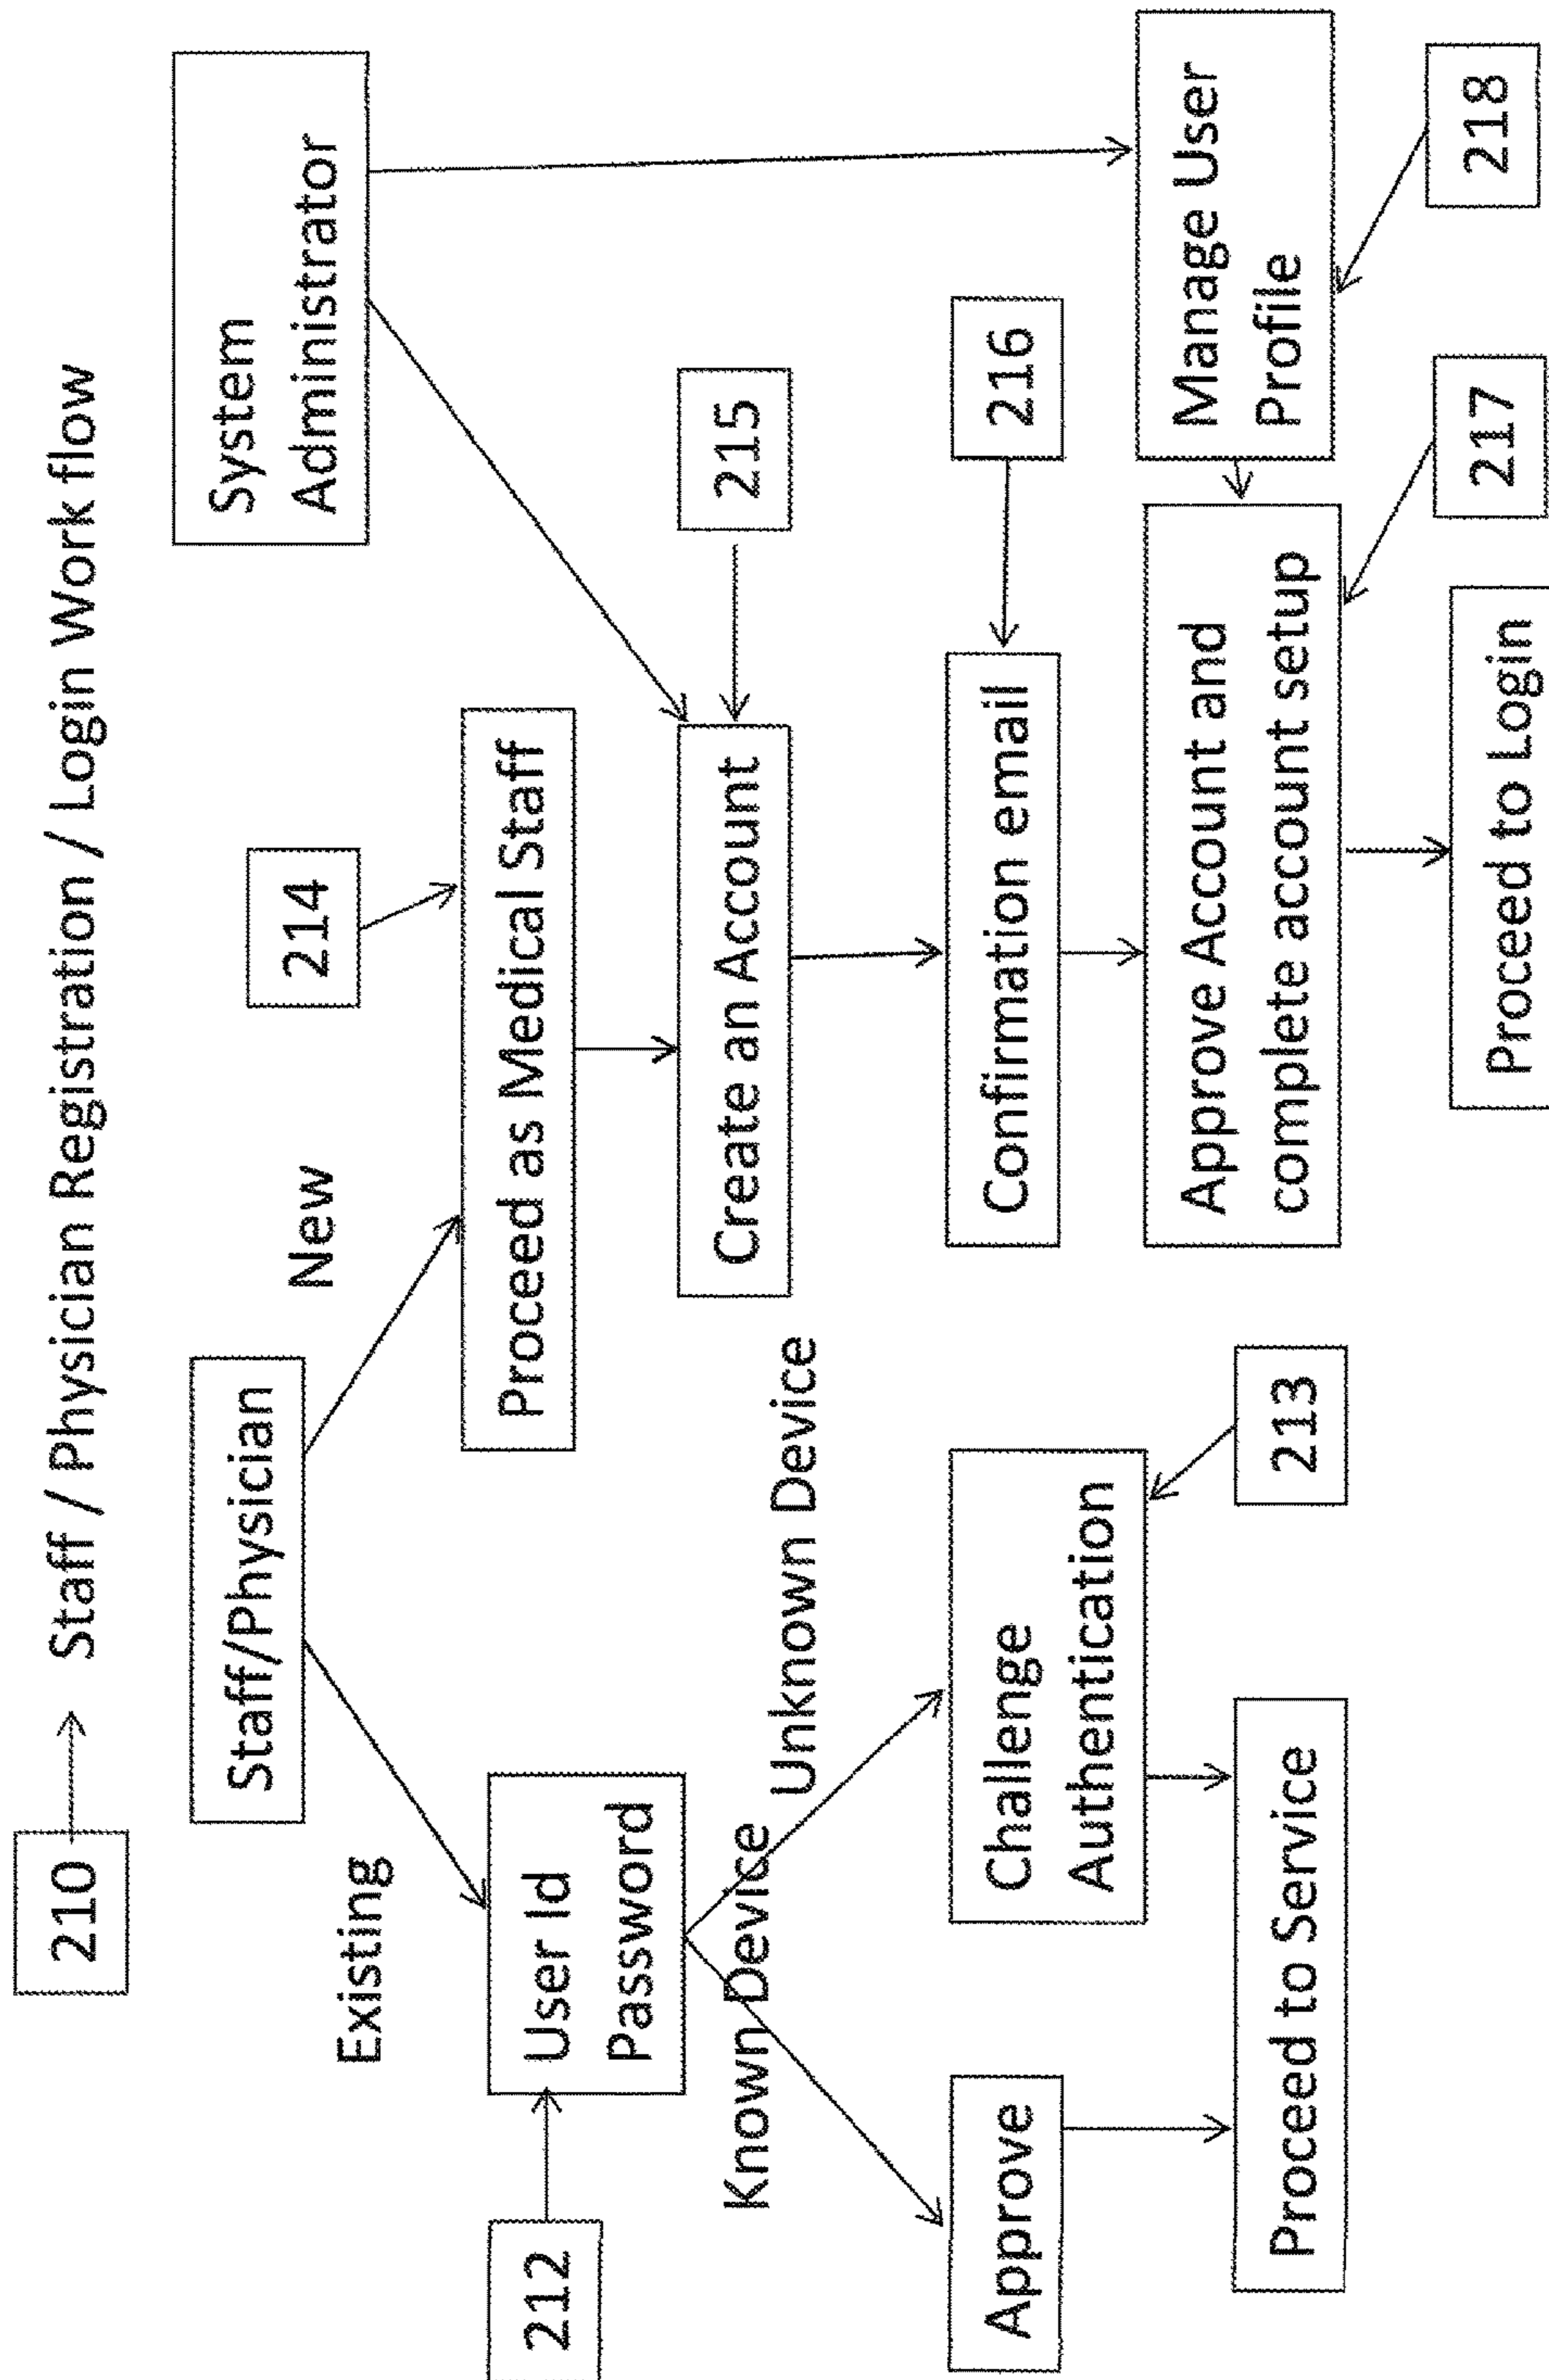 210
Staff / Physician Registration / Login Work flow
Staff/Physician
System
Administrator
Existing
New
214
212
User Id
Password
Proceed as Medical Staff
Known Device
Unknown Device
Create an Account
215
Approve
Challenge
Authentication
Confirmation email
216
Proceed to Service
213
Approve Account and
complete account setup
Manage User
Profile
Proceed to Login
217
218